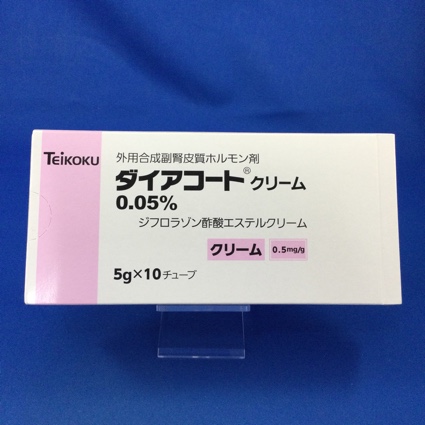 TEIKOKU
外用合成副腎皮質ホルモン剤
ダイアコート®クリーム
0.05%
ジフロラゾン酢酸エステルクリーム
クリーム 0.5mg/g
5g×10チューブ